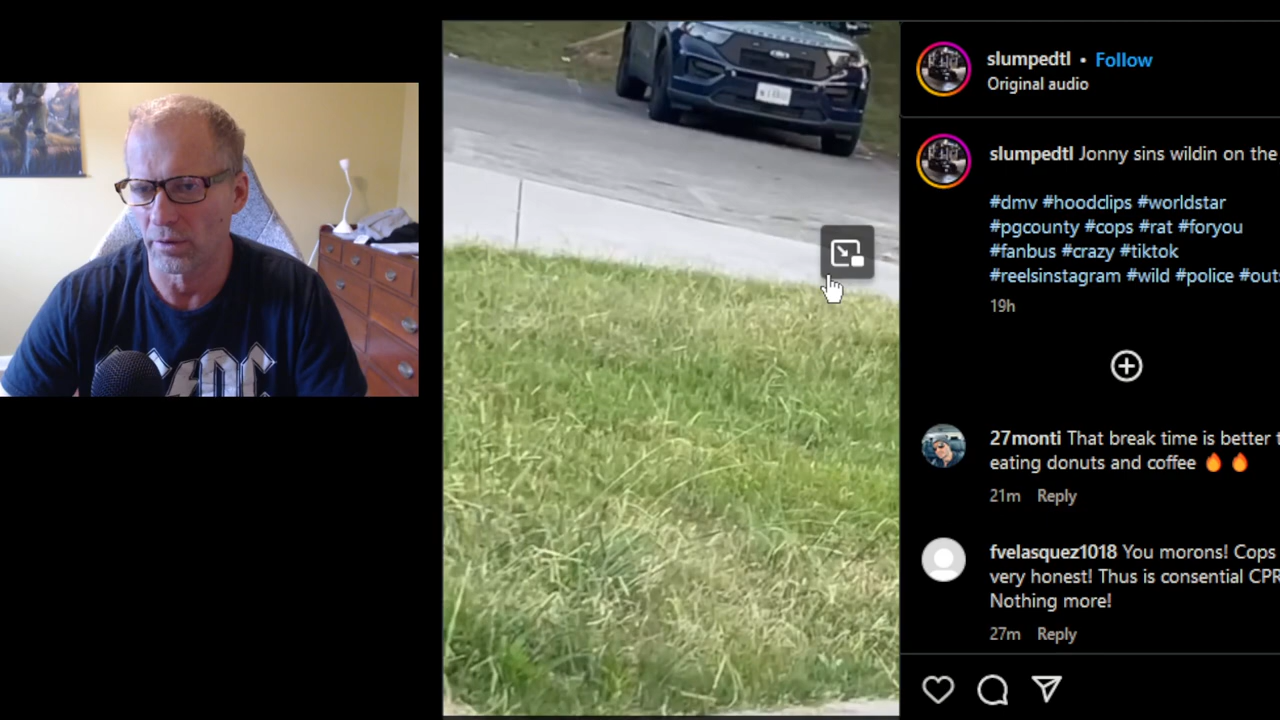 slumpedtl • Follow
Original audio
slumpedtl Jonny sins wildin on the
#dmv #hoodclips #worldstar
#pgcounty #cops #rat #foryou
#fanbus #crazy #tiktok
#reelsinstagram #wild #police #outs
19h
27monti That break time is better t
eating donuts and coffee 🔥 🔥
21m Reply
fvelasquez1018 You morons! Cops
very honest! Thus is consential CPR
Nothing more!
27m Reply